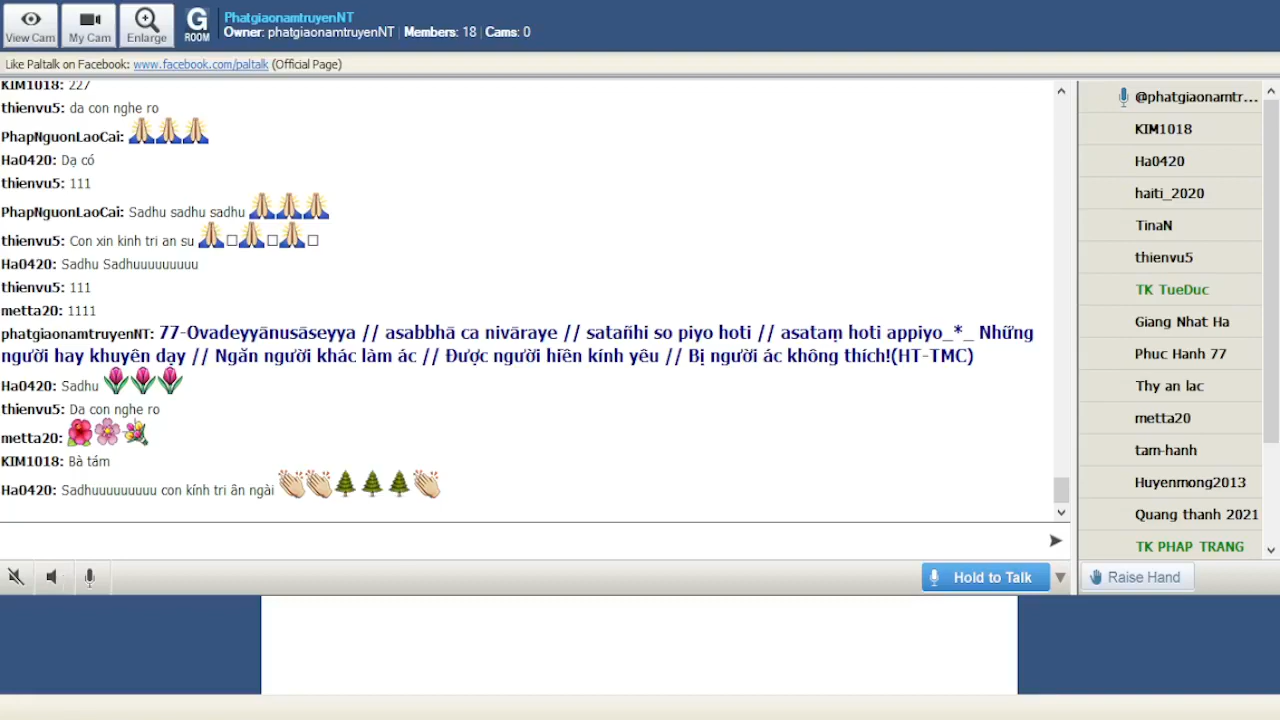 View Cam
My Cam
Enlarge
G
ROOM
PhatgiaonamtruyenNT
Owner: phatgiaonamtruyenNT | Members: 18 | Cams: 0
Like Paltalk on Facebook: www.facebook.com/paltalk (Official Page)
KIM1018: 227
thienvu5: da con nghe ro
PhapNguonLaoCai: 🙏🙏🙏
Ha0420: Dạ có
thienvu5: 111
PhapNguonLaoCai: Sadhu sadhu sadhu 🙏🙏🙏
thienvu5: Con xin kinh tri an su 🙏□🙏□🙏□
Ha0420: Sadhu Sadhuuuuuuuuu
thienvu5: 111
metta20: 1111
phatgiaonamtruyenNT: 77-Ovadeyyānusāseyya // asabbhā ca nivāraye // satañhi so piyo hoti // asataṃ hoti appiyo_*_ Những
người hay khuyên dạy // Ngăn người khác làm ác // Được người hiền kính yêu // Bị người ác không thích!(HT-TMC)
Ha0420: Sadhu 🌷🌷🌷
thienvu5: Da con nghe ro
metta20: 🌺🌸💐
KIM1018: Bà tám
Ha0420: Sadhuuuuuuuuu con kính tri ân ngài 👏👏🌲🌲🌲👏
@phatgiaonamtr...
KIM1018
Ha0420
haiti_2020
TinaN
thienvu5
TK TueDuc
Giang Nhat Ha
Phuc Hanh 77
Thy an lac
metta20
tam-hanh
Huyenmong2013
Quang thanh 2021
TK PHAP TRANG
Hold to Talk
Raise Hand